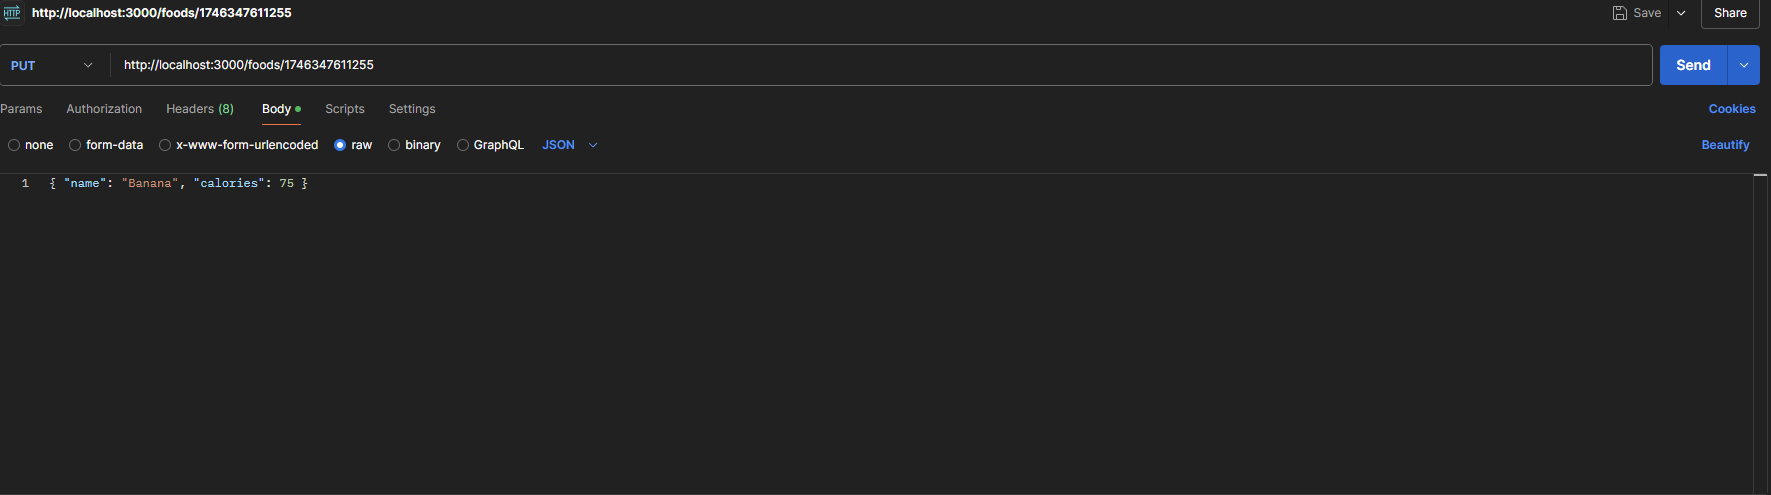 HTTP http://localhost:3000/foods/1746347611255 Save Share
PUT http://localhost:3000/foods/1746347611255 Send
Params Authorization Headers (8) Body Scripts Settings Cookies
none form-data x-www-form-urlencoded raw binary GraphQL JSON Beautify
1 { "name": "Banana", "calories": 75 }